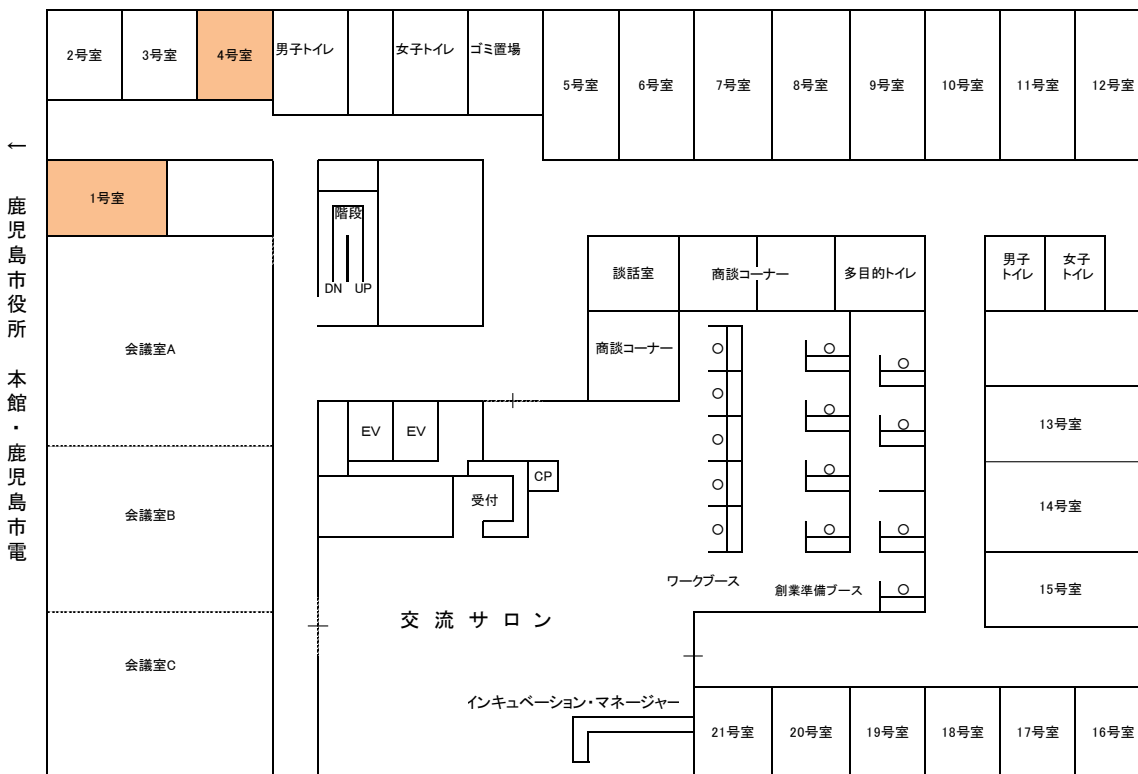 2号室
3号室
4号室
男子トイレ
女子トイレ
ゴミ置場
5号室
6号室
7号室
8号室
9号室
10号室
11号室
12号室
← 鹿児島市役所 本館・鹿児島市電
1号室
階段
DN
UP
談話室
商談コーナー
多目的トイレ
男子
トイレ
女子
トイレ
会議室A
商談コーナー
EV
EV
13号室
CP
受付
会議室B
14号室
ワークブース
創業準備ブース
15号室
交流サロン
会議室C
インキュベーション・マネージャー
21号室
20号室
19号室
18号室
17号室
16号室